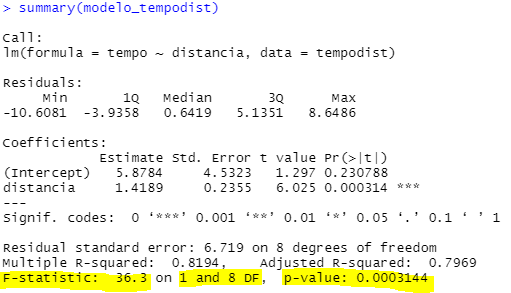 > summary(modelo_tempodist)
Call:
lm(formula = tempo ~ distancia, data = tempodist)
Residuals:
Min 1Q Median 3Q Max
-10.6081 -3.9358 0.6419 5.1351 8.6486
Coefficients:
Estimate Std. Error t value Pr(>|t|)
(Intercept) 5.8784 4.5323 1.297 0.230788
distancia 1.4189 0.2355 6.025 0.000314 ***
---
Signif. codes: 0 ‘***’ 0.001 ‘**’ 0.01 ‘*’ 0.05 ‘.’ 0.1 ‘ ’ 1
Residual standard error: 6.719 on 8 degrees of freedom
Multiple R-squared: 0.8194, Adjusted R-squared: 0.7969
F-statistic: 36.3 on 1 and 8 DF, p-value: 0.0003144